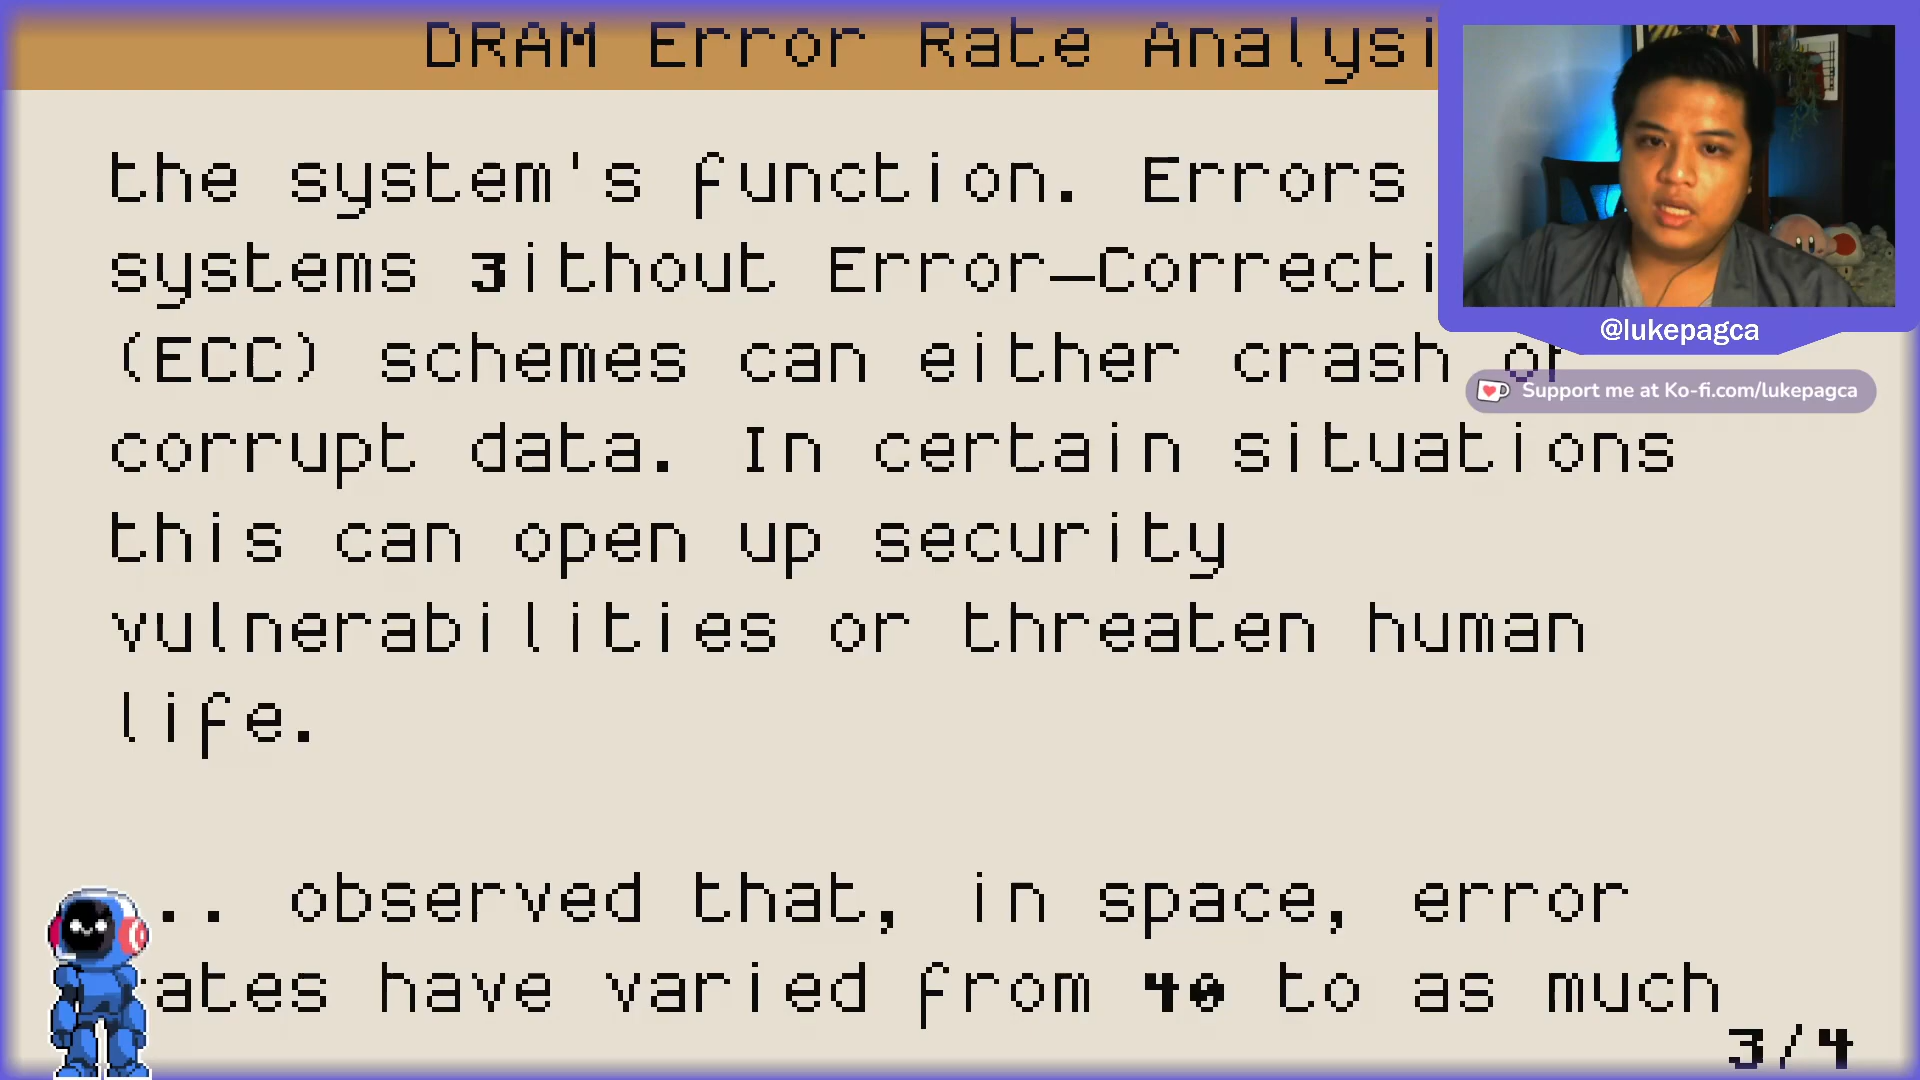 DRAM Error Rate Analysi
the system's function. Errors
systems 3ithout Error—Correcti
(ECC) schemes can either crash or
corrupt data. In certain situations
this can open up security
vulnerabilities or threaten human
life.
.. observed that, in space, error
rates have varied from 40 to as much
3/4
@lukepagca
Support me at Ko-fi.com/lukepagca